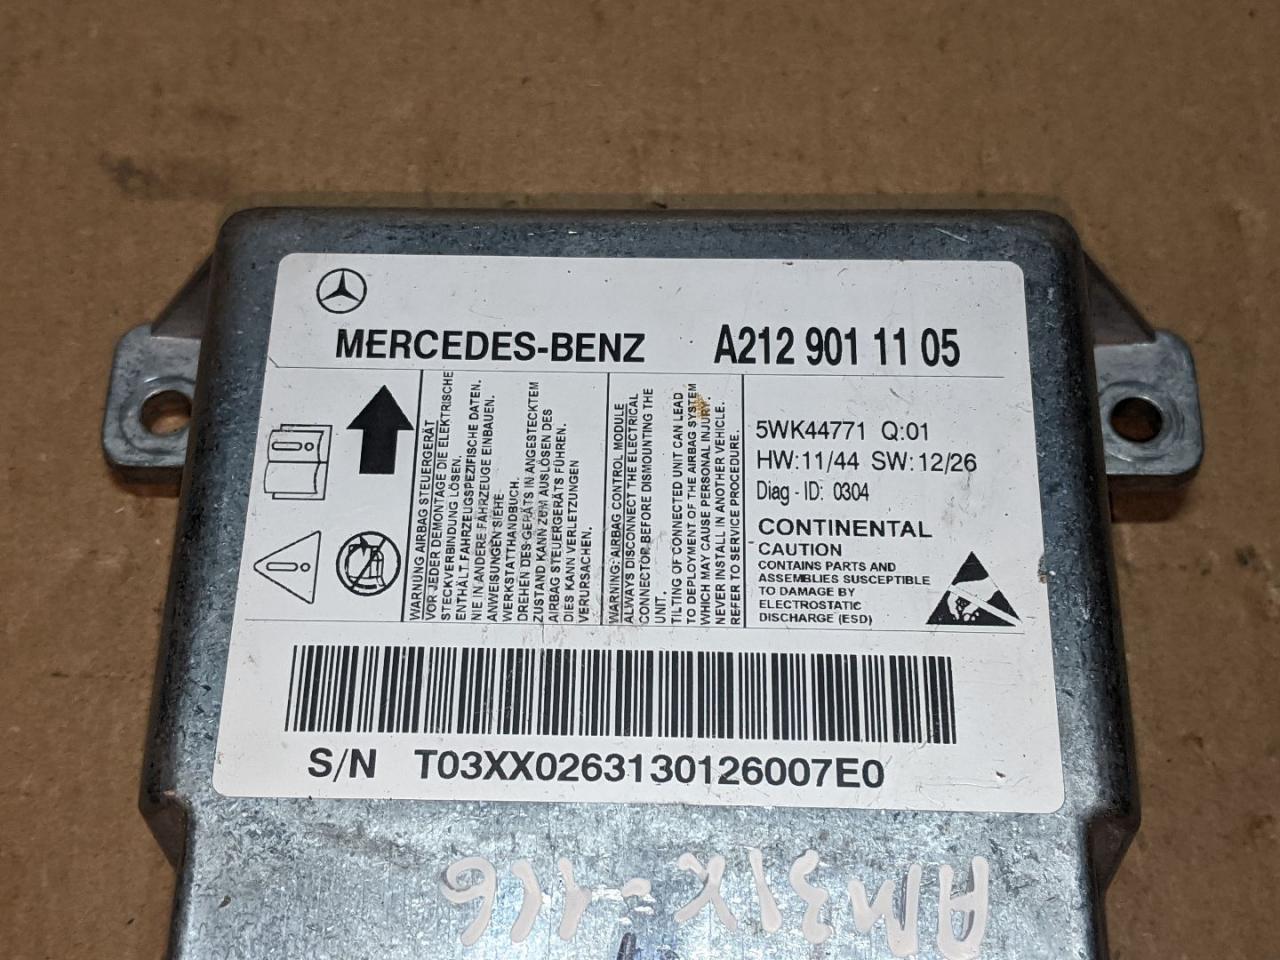 MERCEDES-BENZ
A212 901 11 05
WARNUNG AIRBAG STEUERGERÄT
VOR JEDER DEMONTAGE DIE ELEKTRISCHE
STECKVERBINDUNG LÖSEN.
ENTHÄLT FAHRZEUGSPEZIFISCHE DATEN.
NIE IN ANDERE FAHRZEUGE EINBAUEN.
ANWEISUNGEN SIEHE
WERKSTATTHANDBUCH.
DREHEN DES GERÄTS IN ANGESTECKTEM
ZUSTAND KANN ZUM AUSLÖSEN DES
AIRBAG STEUERGERÄTS FÜHREN.
DIES KANN VERLETZUNGEN
VERURSACHEN.
WARNING: AIRBAG CONTROL MODULE
ALWAYS DISCONNECT THE ELECTRICAL
CONNECTOR BEFORE DISMOUNTING THE
UNIT.
TILTING OF CONNECTED UNIT CAN LEAD
TO DEPLOYMENT OF THE AIRBAG SYSTEM
WHICH MAY CAUSE PERSONAL INJURY.
NEVER INSTALL IN ANOTHER VEHICLE.
REFER TO SERVICE PROCEDURE.
5WK44771 Q:01
HW:11/44 SW:12/26
Diag - ID: 0304
CONTINENTAL
CAUTION
CONTAINS PARTS AND
ASSEMBLIES SUSCEPTIBLE
TO DAMAGE BY
ELECTROSTATIC
DISCHARGE (ESD)
S/N T03XX0263130126007E0